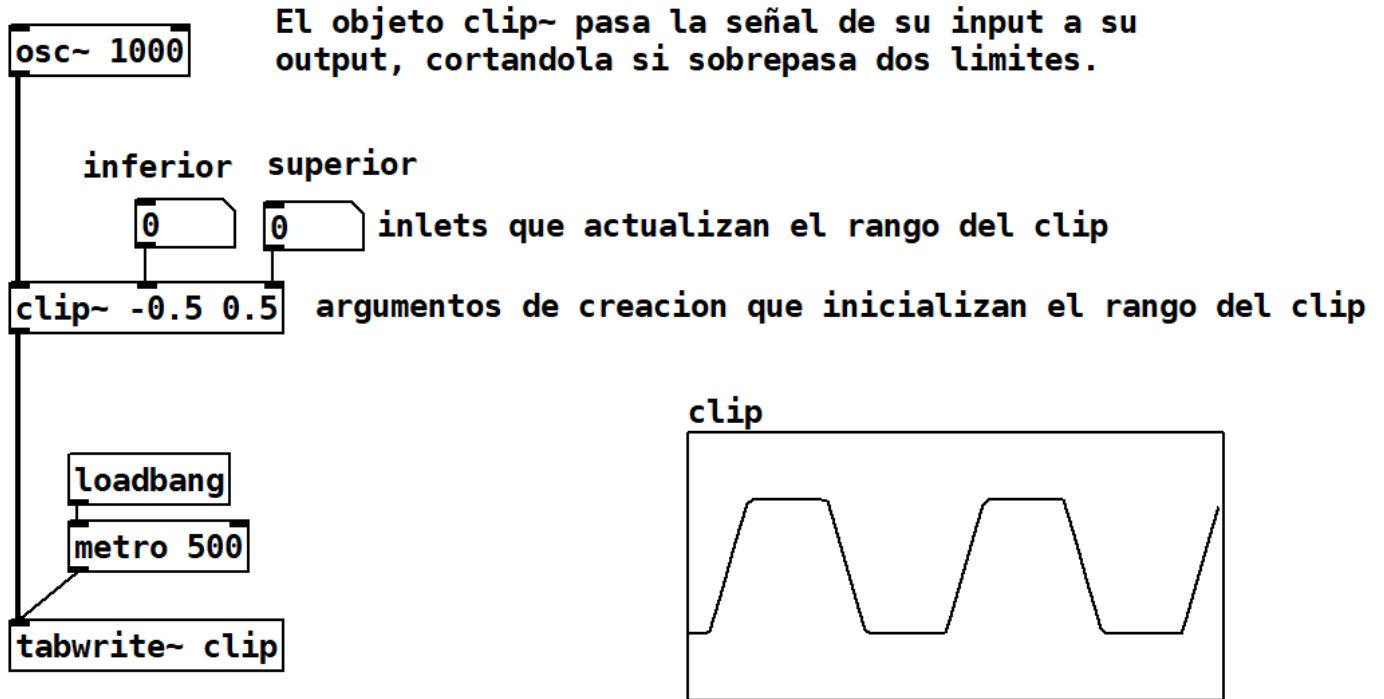 El objeto clip~ pasa la señal de su input a su
osc~ 1000
output, cortandola si sobrepasa dos limites.
inferior superior
0 0 inlets que actualizan el rango del clip
clip~ -0.5 0.5 argumentos de creacion que inicializan el rango del clip
clip
loadbang
metro 500
tabwrite~ clip